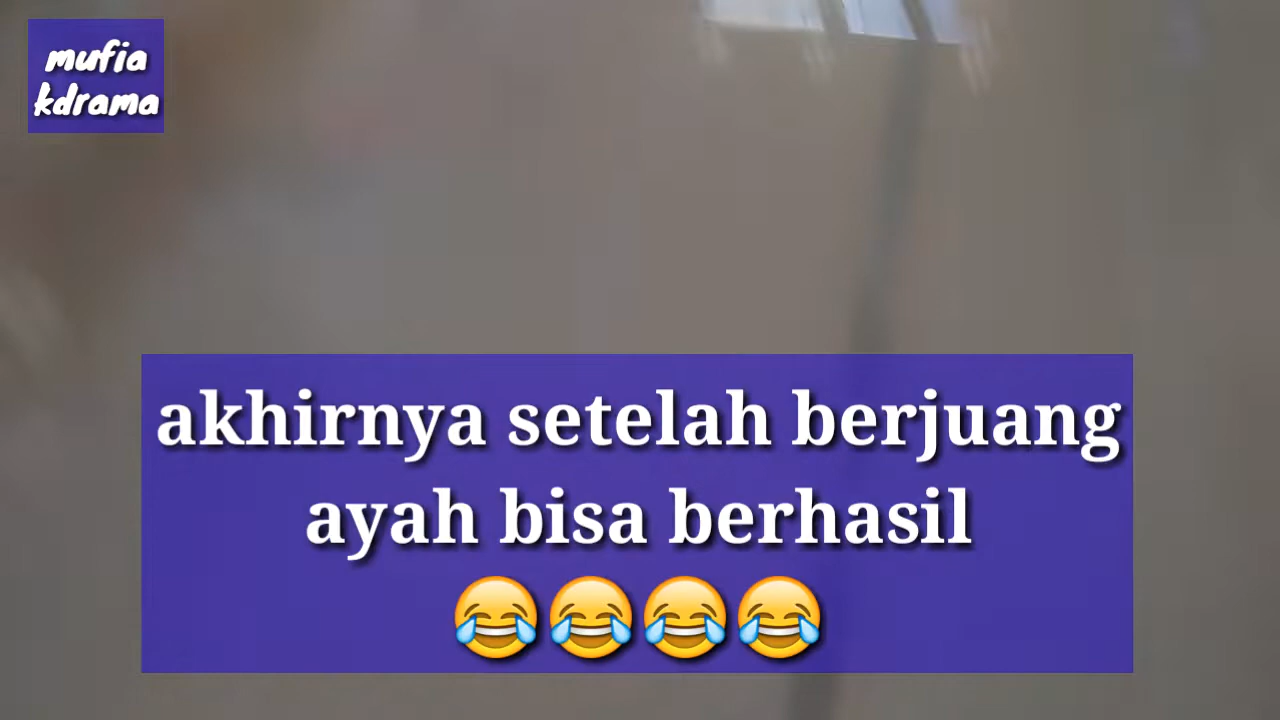 mufia
kdrama
akhirnya setelah berjuang
ayah bisa berhasil
😂😂😂😂